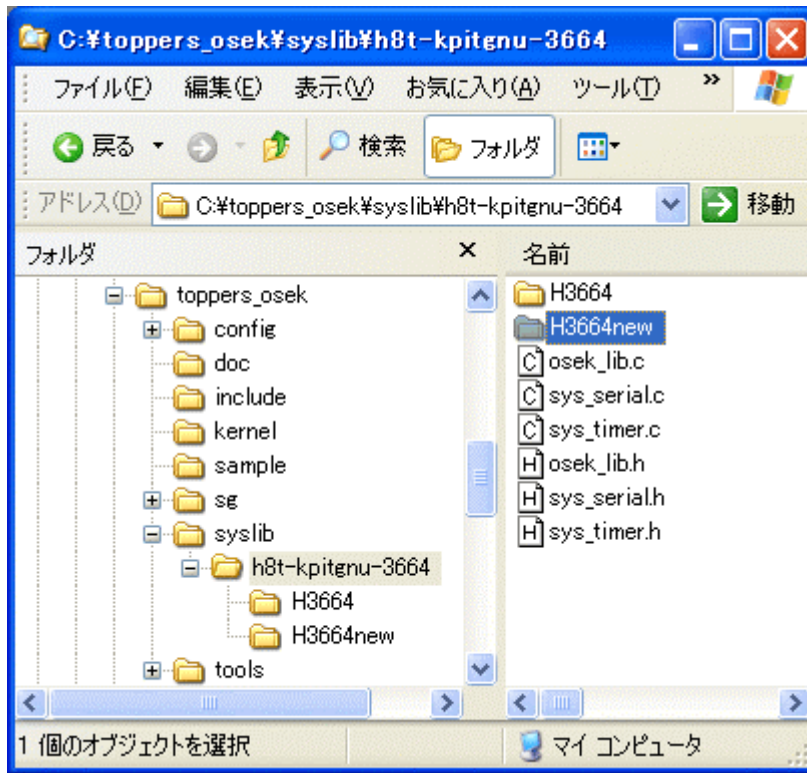 C:¥toppers_osek¥syslib¥h8t-kpitgnu-3664
ファイル(F) 編集(E) 表示(V) お気に入り(A) ツール(T) »
戻る 検索 フォルダ
アドレス(D) C:¥toppers_osek¥syslib¥h8t-kpitgnu-3664 移動
フォルダ × 名前
toppers_osek
config
doc
include
kernel
sample
sg
syslib
h8t-kpitgnu-3664
H3664
H3664new
tools
H3664
H3664new
osek_lib.c
sys_serial.c
sys_timer.c
osek_lib.h
sys_serial.h
sys_timer.h
1 個のオブジェクトを選択 マイ コンピュータ